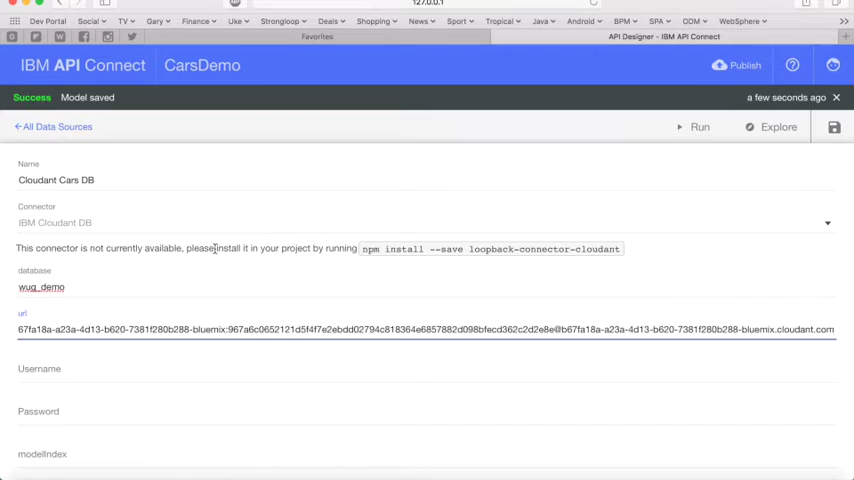 127.0.0.1
Dev Portal Social TV Gary Finance Uke Strongloop Deals Shopping News Sport Tropical Java Android BPM SPA ODM WebSphere
Favorites API Designer - IBM API Connect
IBM API Connect CarsDemo Publish
Success Model saved a few seconds ago
All Data Sources Run Explore
Name
Cloudant Cars DB
Connector
IBM Cloudant DB
This connector is not currently available, please install it in your project by running npm install --save loopback-connector-cloudant
database
wug_demo
url
67fa18a-a23a-4d13-b620-7381f280b288-bluemix:967a6c0652121d5f4f7e2ebdd02794c818364e6857882d098bfecd362c2d2e8e@b67fa18a-a23a-4d13-b620-7381f280b288-bluemix.cloudant.com
Username
Password
modelIndex